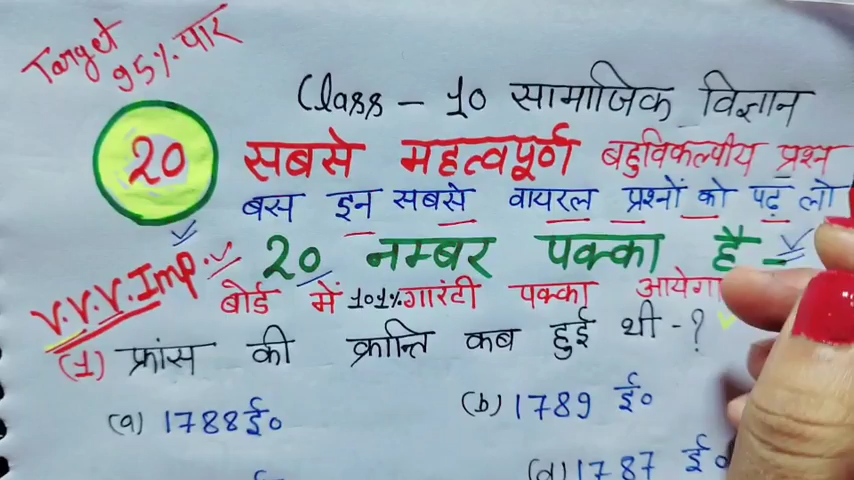 Target 95% पार
Class - 10 सामाजिक विज्ञान
20 सबसे महत्वपूर्ण बहुविकल्पीय प्रश्न
बस इन सबसे वायरल प्रश्नों को पढ़ लो
20 नम्बर पक्का है -
V.V.V.Imp.
बोर्ड में 101% गारंटी पक्का आयेगा
(1) फ्रांस की क्रान्ति कब हुई थी -?
(a) 1788 ई० (b) 1789 ई०
(d) 1787 ई०